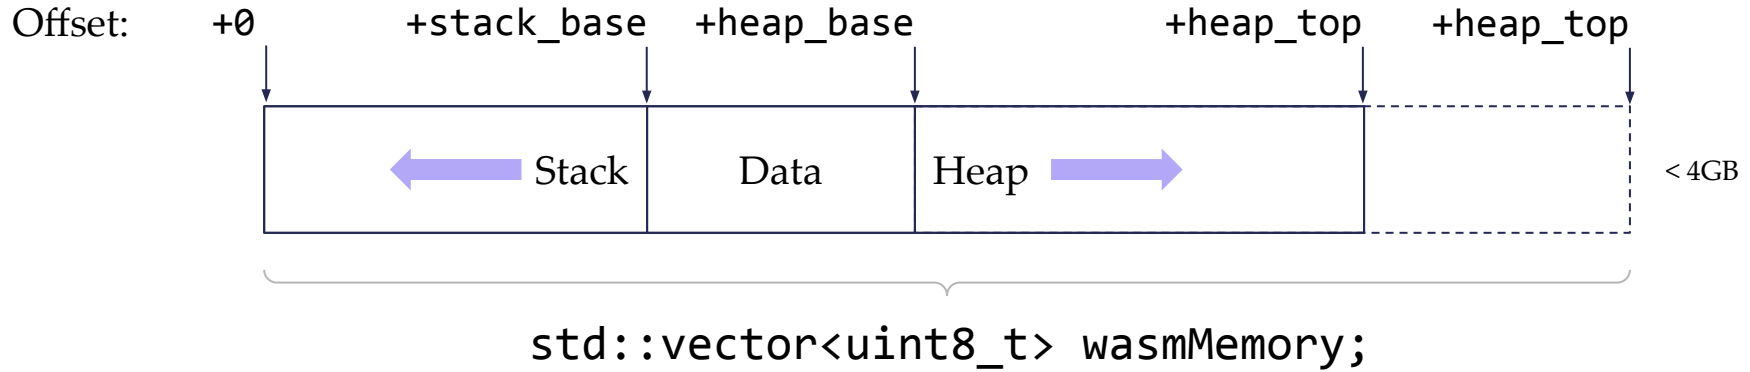 Offset: +0 +stack_base +heap_base +heap_top +heap_top
Stack Data Heap < 4GB
std::vector<uint8_t> wasmMemory;